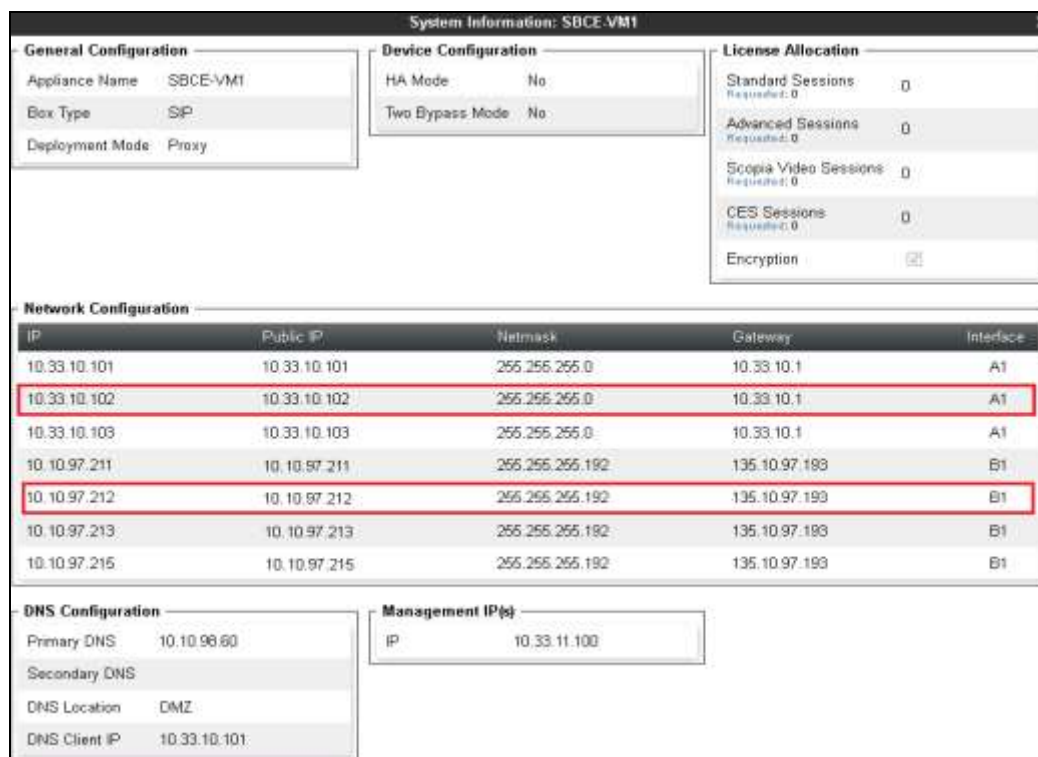 System Information: SBCE-VM1
General Configuration
Appliance Name SBCE-VM1
Box Type SIP
Deployment Mode Proxy
Device Configuration
HA Mode No
Two Bypass Mode No
License Allocation
Standard Sessions 0
Requested: 0
Advanced Sessions 0
Requested: 0
Scopia Video Sessions 0
Requested: 0
CES Sessions 0
Requested: 0
Encryption
Network Configuration
IP Public IP Netmask Gateway Interface
10.33.10.101 10.33.10.101 255.255.255.0 10.33.10.1 A1
10.33.10.102 10.33.10.102 255.255.255.0 10.33.10.1 A1
10.33.10.103 10.33.10.103 255.255.255.0 10.33.10.1 A1
10.10.97.211 10.10.97.211 255.255.255.192 135.10.97.193 B1
10.10.97.212 10.10.97.212 255.255.255.192 135.10.97.193 B1
10.10.97.213 10.10.97.213 255.255.255.192 135.10.97.193 B1
10.10.97.215 10.10.97.215 255.255.255.192 135.10.97.193 B1
DNS Configuration
Primary DNS 10.10.98.60
Secondary DNS
DNS Location DMZ
DNS Client IP 10.33.10.101
Management IP(s)
IP 10.33.11.100